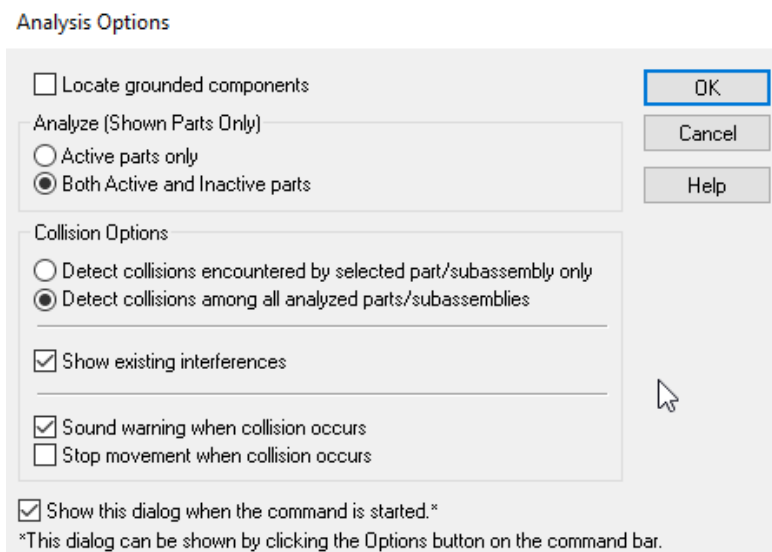 Analysis Options
Locate grounded components
OK
Analyze (Shown Parts Only)
Cancel
Active parts only
Both Active and Inactive parts
Help
Collision Options
Detect collisions encountered by selected part/subassembly only
Detect collisions among all analyzed parts/subassemblies
Show existing interferences
Sound warning when collision occurs
Stop movement when collision occurs
Show this dialog when the command is started.*
*This dialog can be shown by clicking the Options button on the command bar.